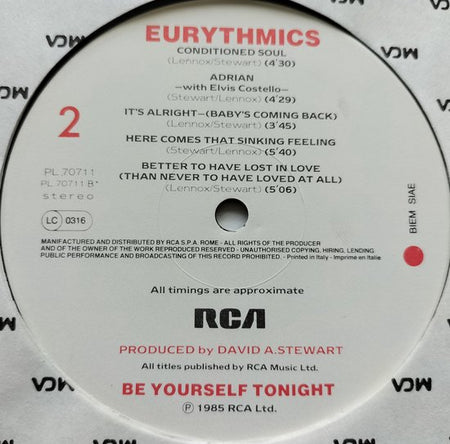 EURYTHMICS
CONDITIONED SOUL
(Lennox/Stewart) (4'30)
ADRIAN
—with Elvis Costello—
(Stewart/Lennox) (4'29)
IT'S ALRIGHT—(BABY'S COMING BACK)
(Lennox/Stewart) (3'45)
HERE COMES THAT SINKING FEELING
(Stewart/Lennox) (5'40)
BETTER TO HAVE LOST IN LOVE
(THAN NEVER TO HAVE LOVED AT ALL)
(Lennox/Stewart) (5'06)
2
PL 70711
PL 70711 B*
stereo
LC 0316
BIEM SIAE
MANUFACTURED AND DISTRIBUTED BY RCA S.P.A. ROME - ALL RIGHTS OF THE PRODUCER
AND OF THE OWNER OF THE WORK REPRODUCED RESERVED - UNAUTHORISED COPYING, HIRING, LENDING
PUBLIC PERFORMANCE AND BROADCASTING OF THIS RECORD PROHIBITED. - Printed in Italy - Imprimé en Italie
All timings are approximate
RCA
PRODUCED by DAVID A.STEWART
All titles published by RCA Music Ltd.
BE YOURSELF TONIGHT
℗ 1985 RCA Ltd.
MCA
MCA
MCA
MCA
MCA
MCA